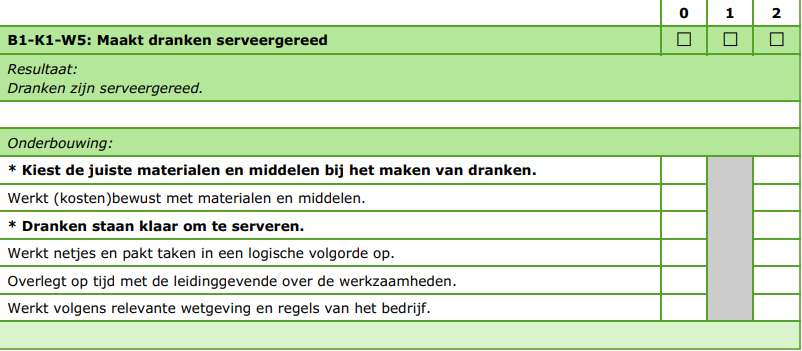 0 1 2
B1-K1-W5: Maakt dranken serveergereed ☐ ☐ ☐
Resultaat:
Dranken zijn serveergereed.
Onderbouwing:
* Kiest de juiste materialen en middelen bij het maken van dranken.
Werkt (kosten)bewust met materialen en middelen.
* Dranken staan klaar om te serveren.
Werkt netjes en pakt taken in een logische volgorde op.
Overlegt op tijd met de leidinggevende over de werkzaamheden.
Werkt volgens relevante wetgeving en regels van het bedrijf.